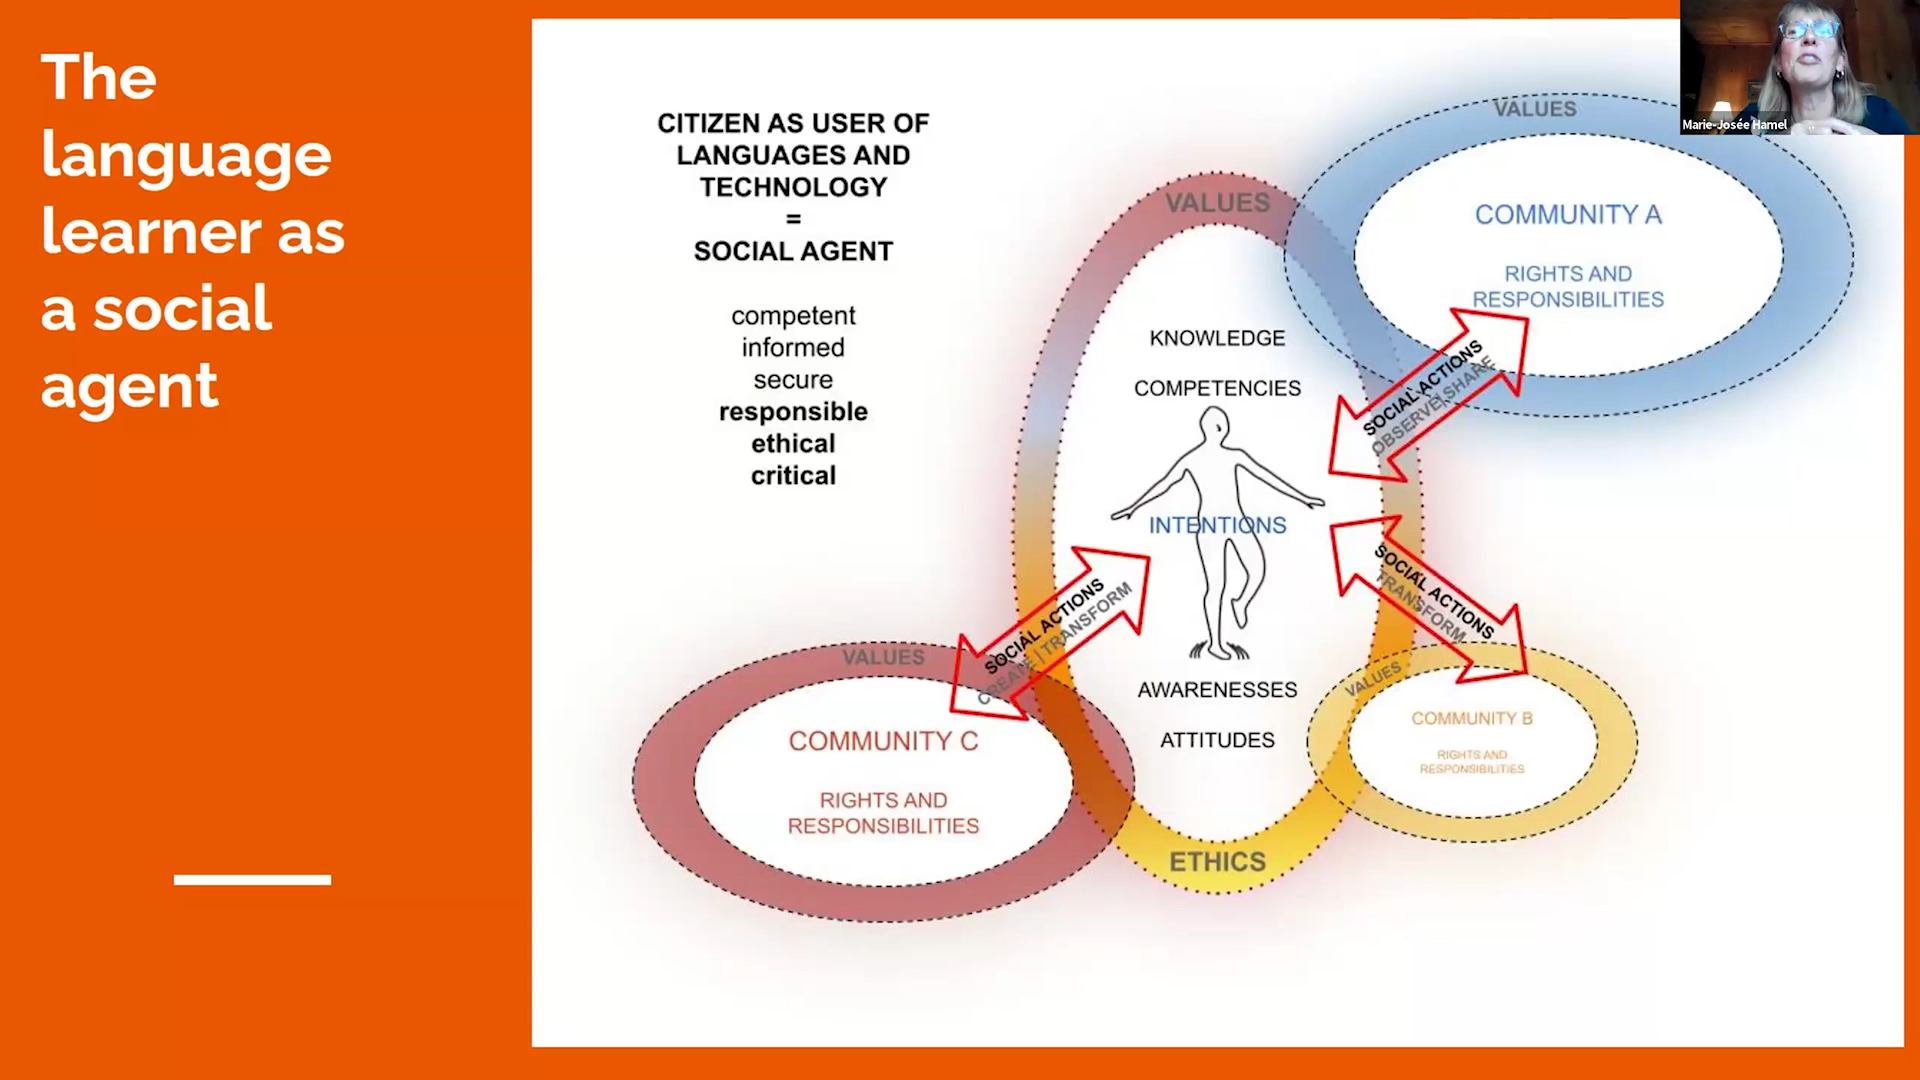 The
language
learner as
a social
agent
CITIZEN AS USER OF
LANGUAGES AND
TECHNOLOGY
=
SOCIAL AGENT
competent
informed
secure
responsible
ethical
critical
VALUES
KNOWLEDGE
COMPETENCIES
INTENTIONS
AWARENESSES
ATTITUDES
ETHICS
VALUES
COMMUNITY A
RIGHTS AND
RESPONSIBILITIES
SOCIAL ACTIONS
OBSERVE|SHARE
SOCIAL ACTIONS
TRANSFORM
VALUES
COMMUNITY B
RIGHTS AND
RESPONSIBILITIES
SOCIAL ACTIONS
CREATE | TRANSFORM
VALUES
COMMUNITY C
RIGHTS AND
RESPONSIBILITIES
Marie-Josée Hamel